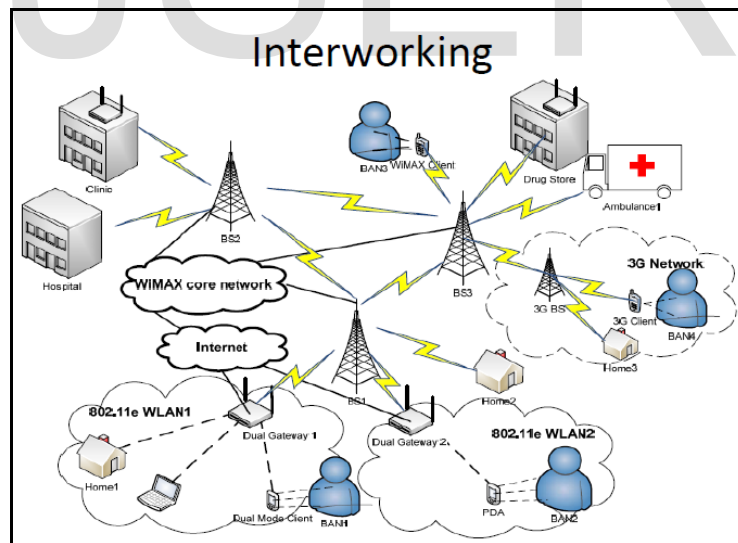 Interworking
Clinic
BAN3
WiMAX Client
Drug Store
Ambulance1
Hospital
BS2
BS3
WiMAX core network
3G Network
3G BS
3G Client
BAN4
Home3
Internet
BS1
Home2
802.11e WLAN1
Dual Gateway 1
Dual Gateway 2
802.11e WLAN2
Home1
Dual Mode Client
BAN1
PDA
BAN2